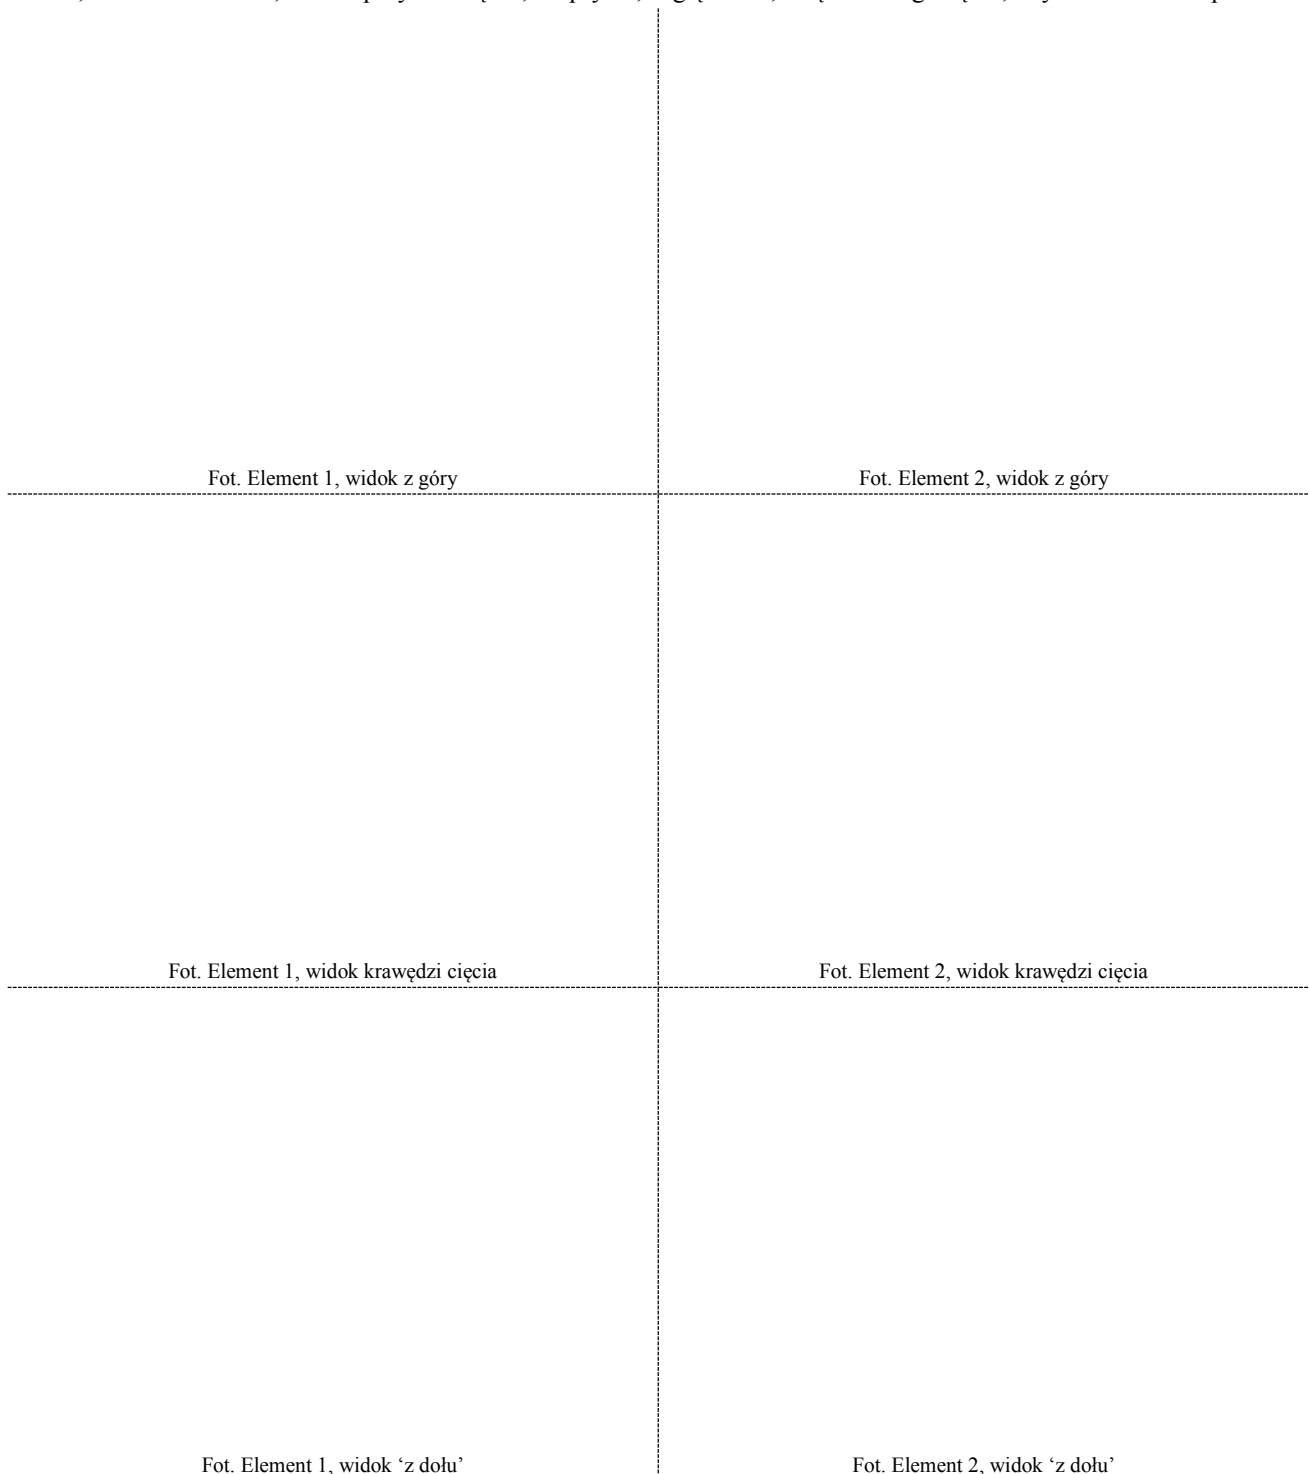 Fot. Element 1, widok z góry
Fot. Element 2, widok z góry
Fot. Element 1, widok krawędzi cięcia
Fot. Element 2, widok krawędzi cięcia
Fot. Element 1, widok ‘z dołu’
Fot. Element 2, widok ‘z dołu’